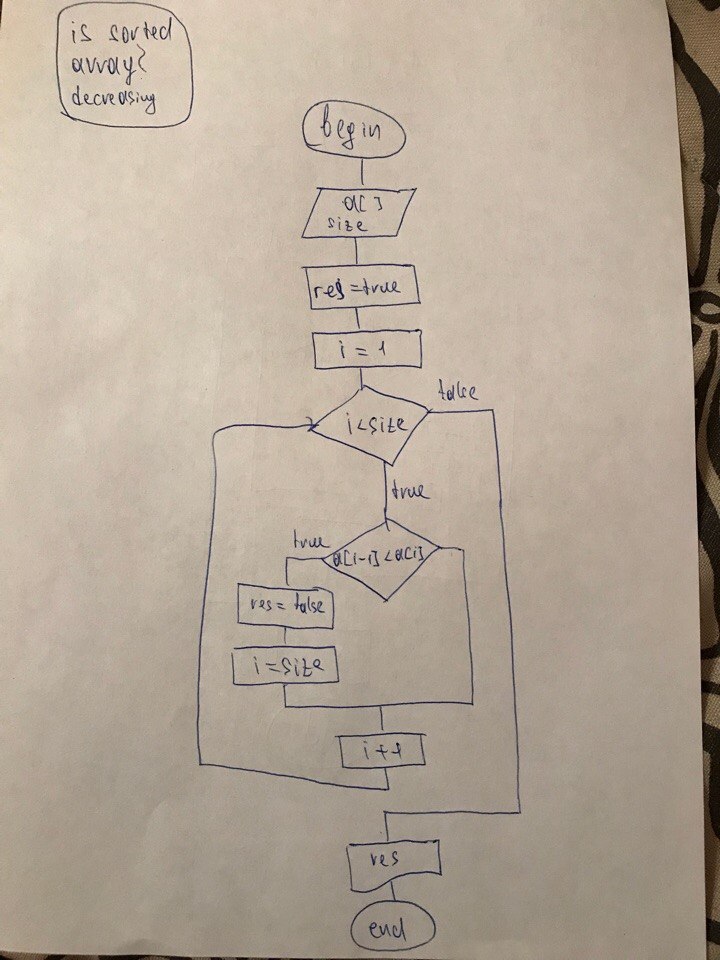 is sorted
array?
decreasing
begin
a[ ]
size
res=true
i = 1
i<size
false
true
true
a[i-1]<a[i]
res=false
i=size
i++
res
end